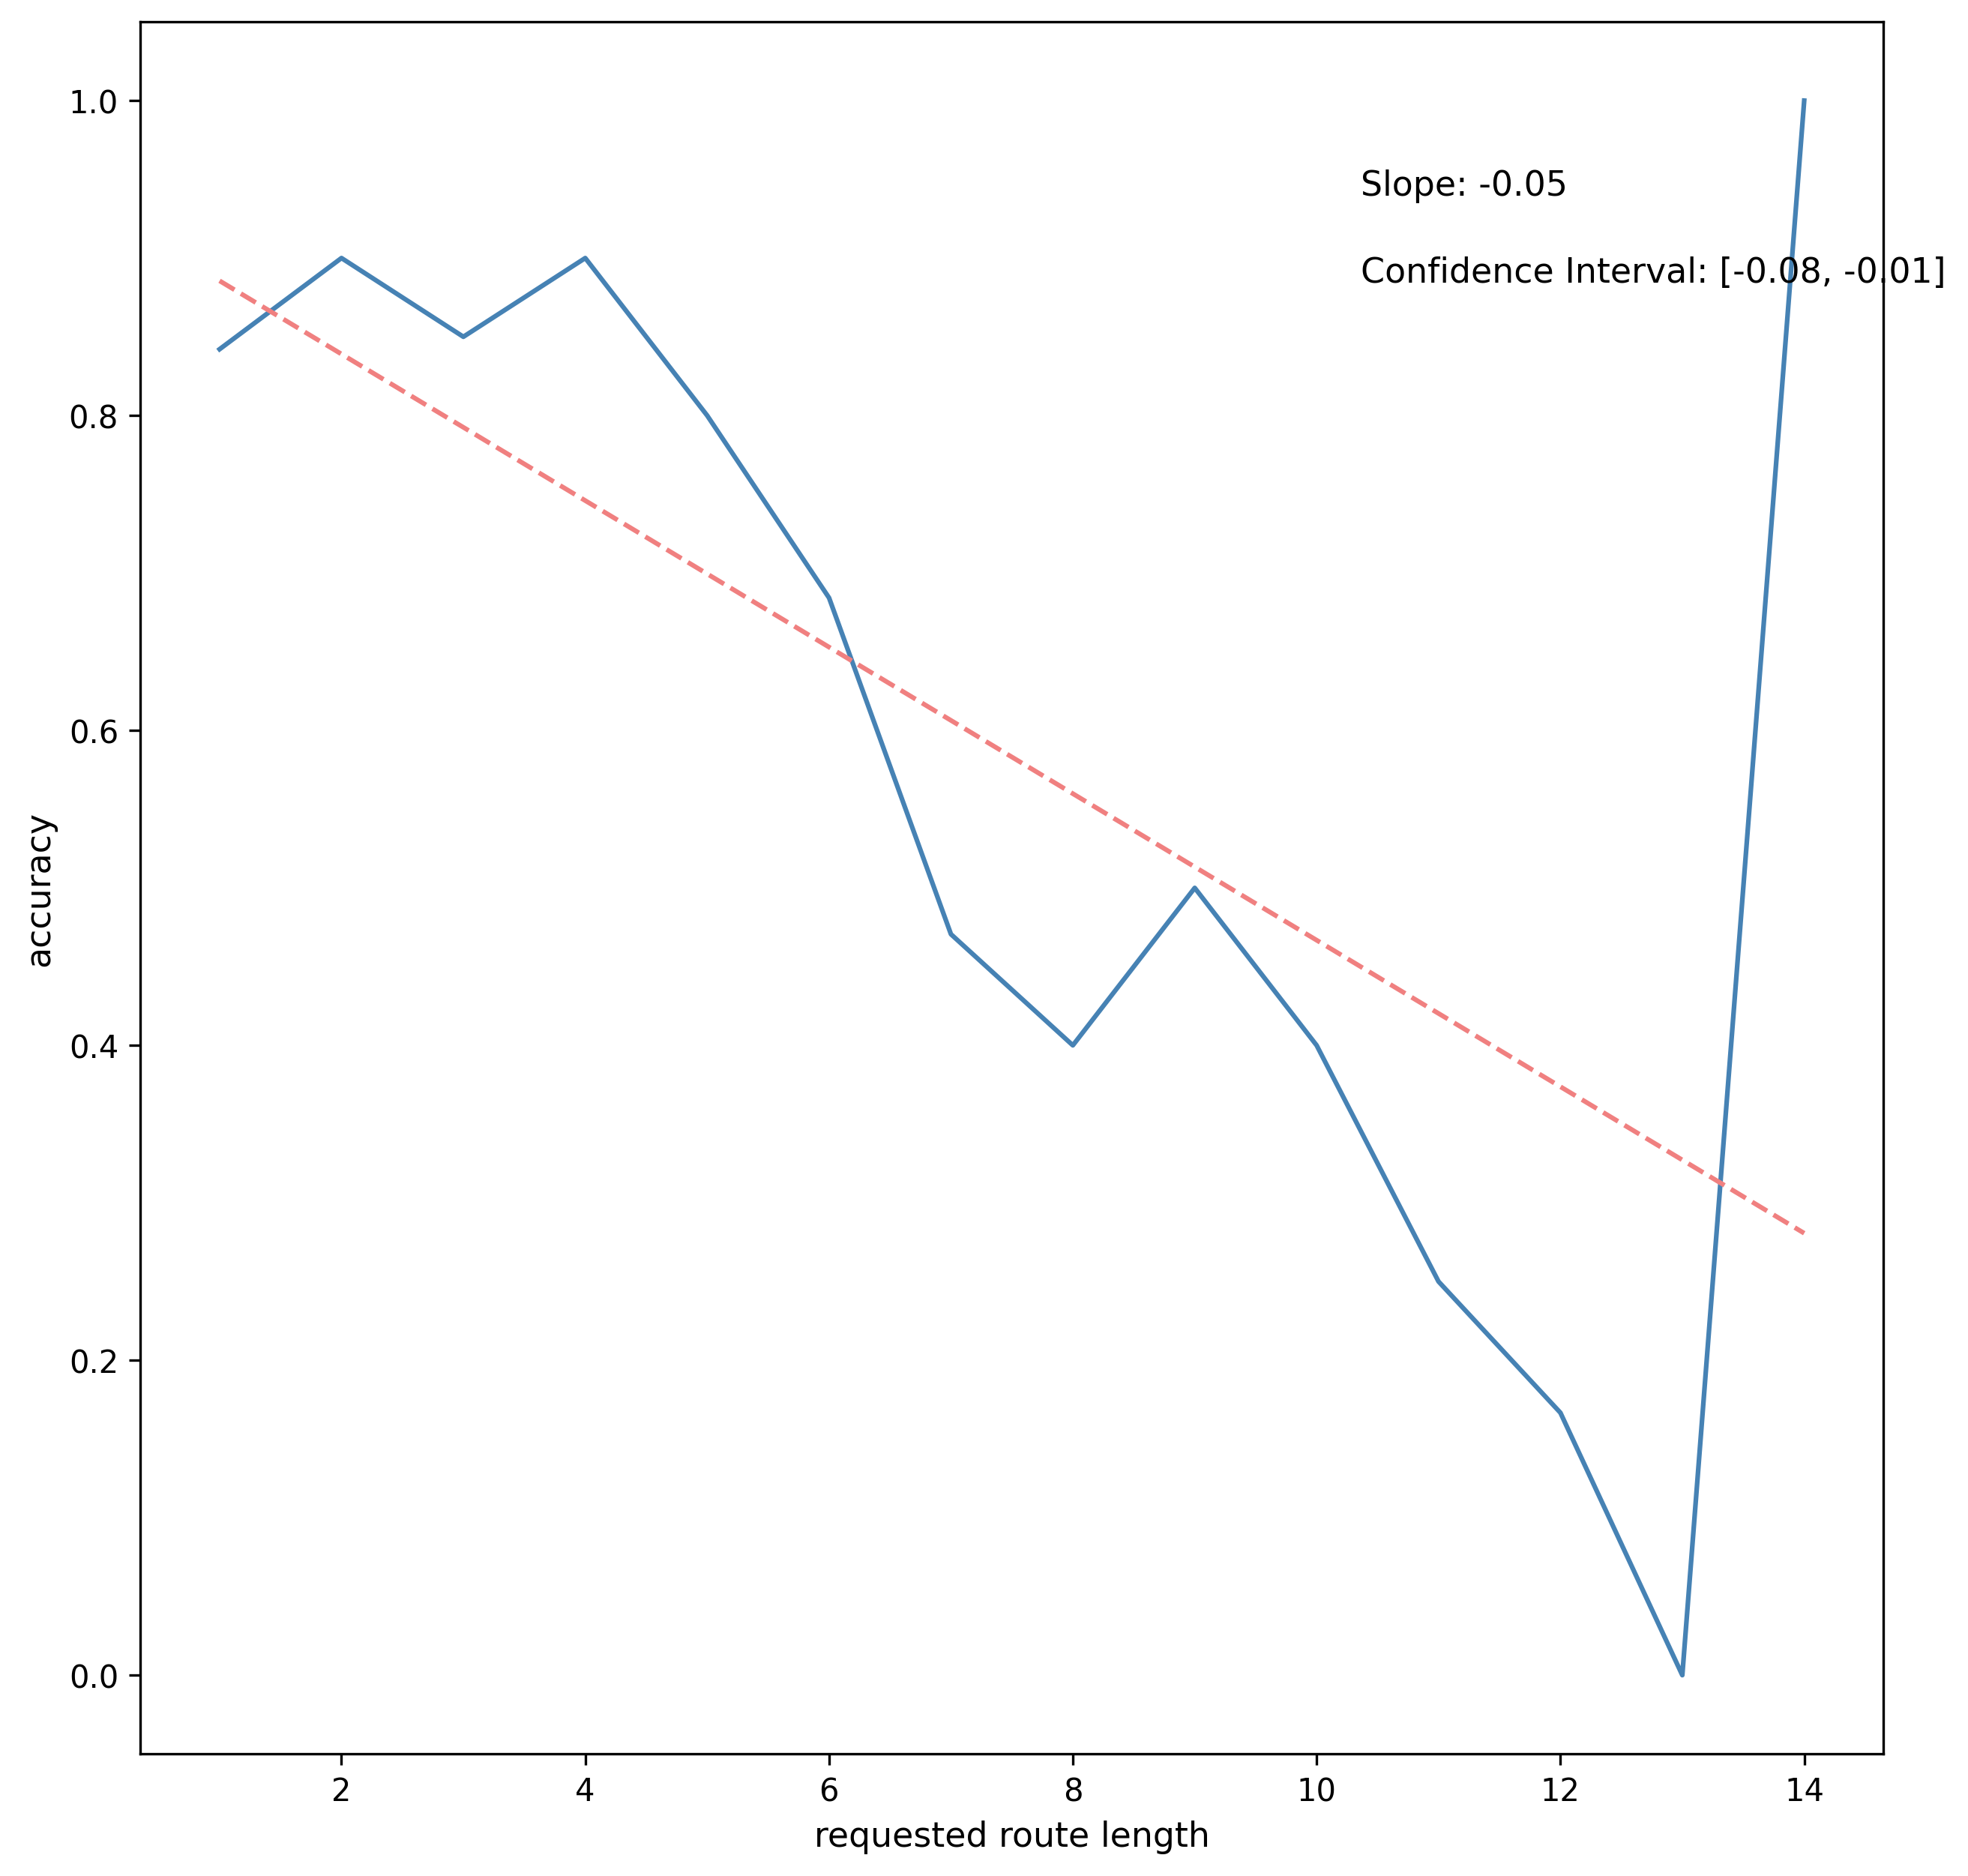 1.0
Slope: -0.05
Confidence Interval: [-0.08, -0.01]
0.8
0.6
accuracy
0.4
0.2
0.0
2 4 6 8 10 12 14
requested route length